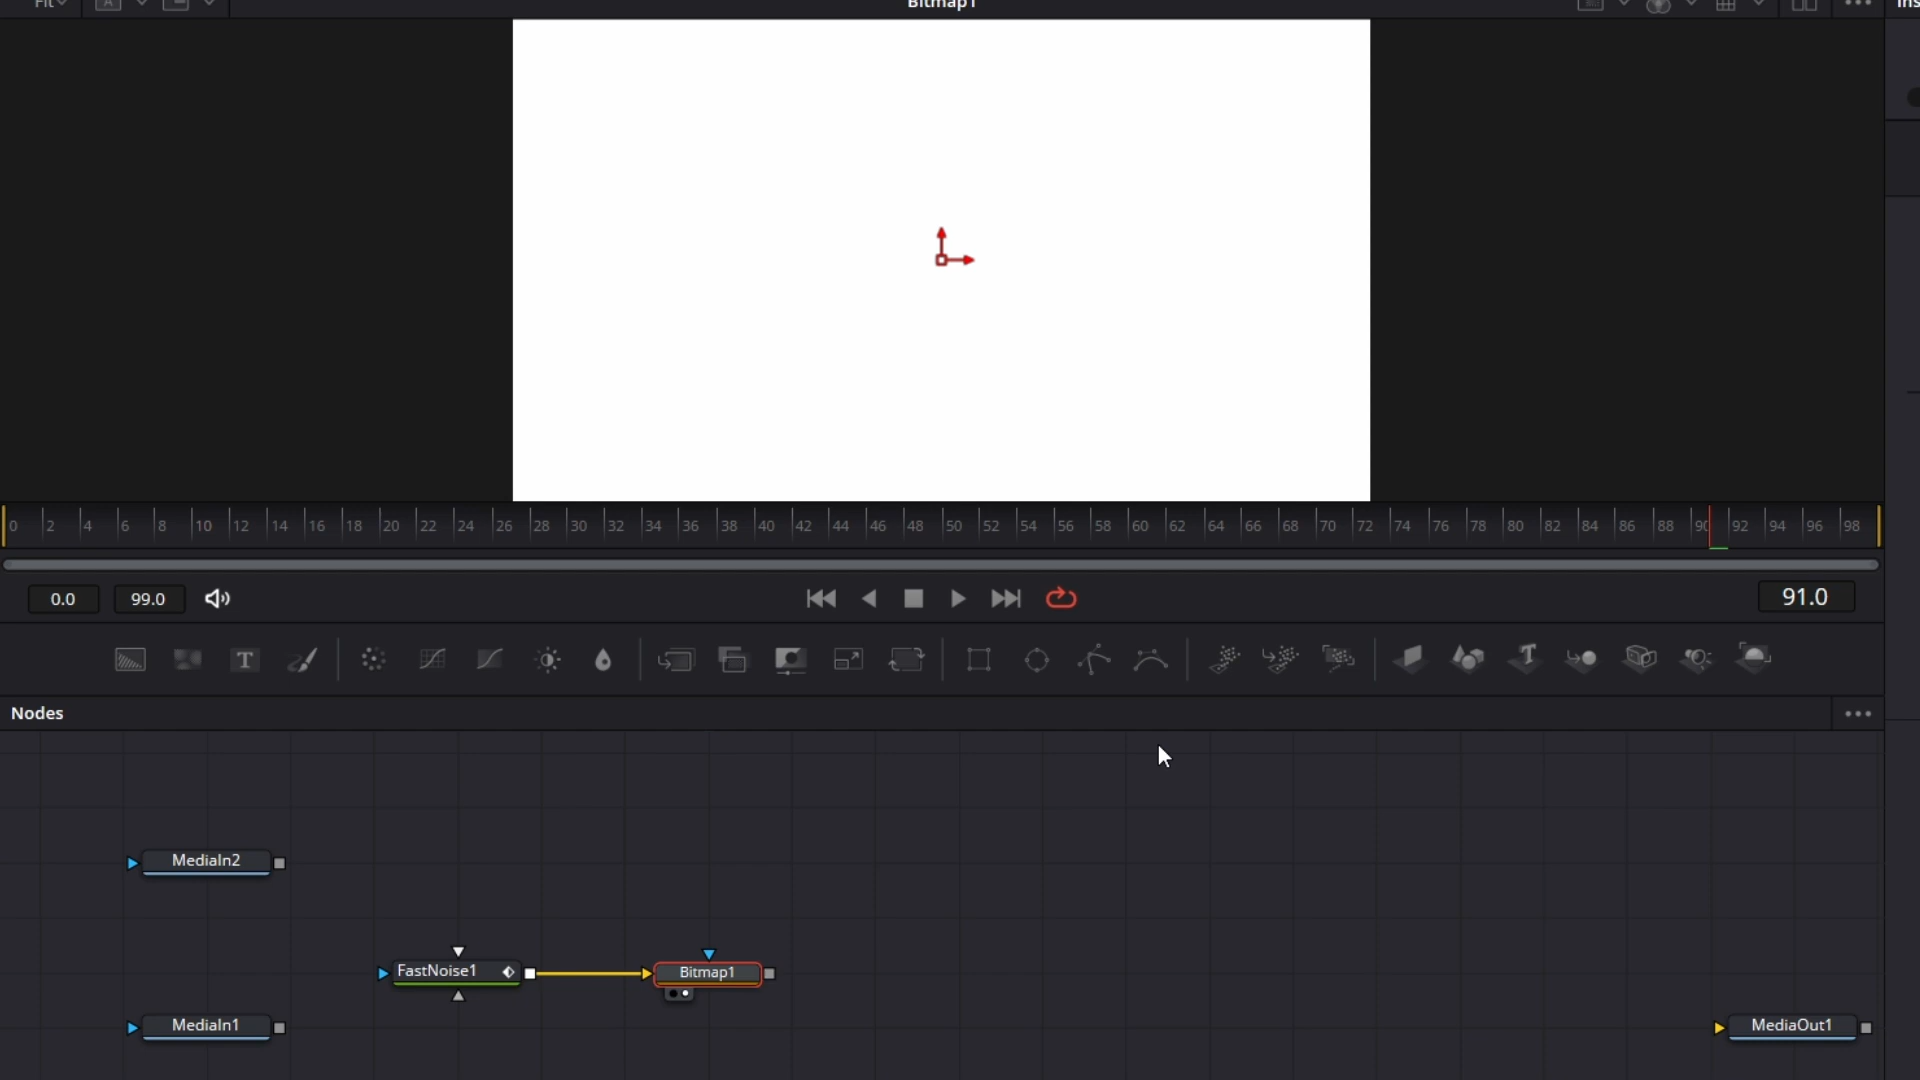 Fit
A
Bitmap1
Ins
0 2 4 6 8 10 12 14 16 18 20 22 24 26 28 30 32 34 36 38 40 42 44 46 48 50 52 54 56 58 60 62 64 66 68 70 72 74 76 78 80 82 84 86 88 90 92 94 96 98
0.0 99.0 91.0
T T
Nodes
MediaIn2
FastNoise1 Bitmap1
MediaIn1 MediaOut1